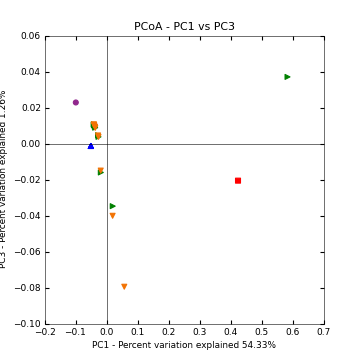 PCoA - PC1 vs PC3
0.06
0.04
0.02
0.00
−0.02
−0.04
−0.06
−0.08
−0.10
PC3 - Percent variation explained 1.26%
−0.2 −0.1 0.0 0.1 0.2 0.3 0.4 0.5 0.6 0.7
PC1 - Percent variation explained 54.33%